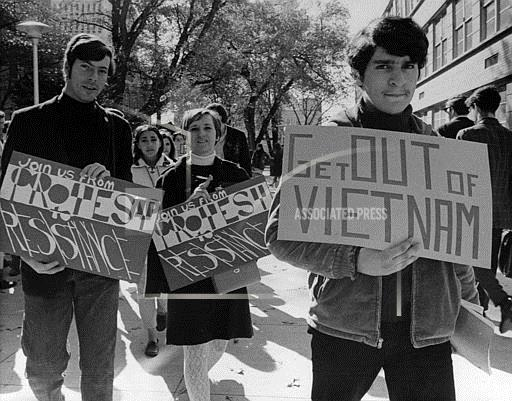 JOIN US FROM
PROTEST
TO
RESISTANCE
JOIN US FROM
PROTEST
TO
RESISTANCE
GET OUT OF
VIETNAM
ASSOCIATED PRESS